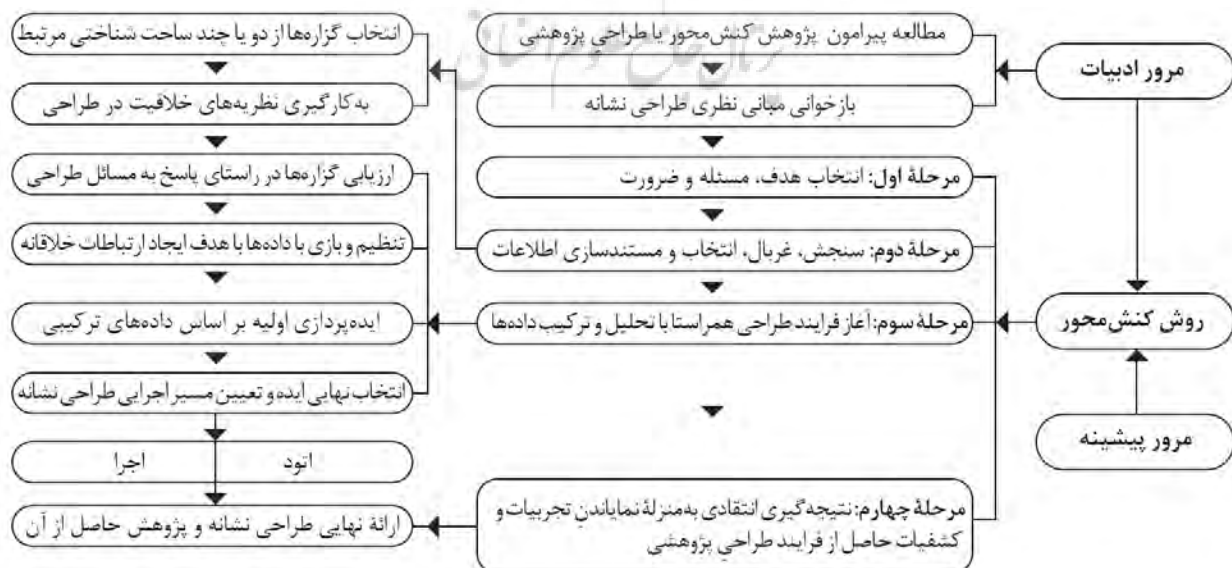 مرور ادبیات
روش کنش‌محور
مرور پیشینه
مطالعه پیرامون پژوهش کنش‌محور یا طراحی پژوهشی
بازخوانی مبانی نظری طراحی نشانه
مرحلهٔ اول: انتخاب هدف، مسئله و ضرورت
مرحلهٔ دوم: سنجش، غربال، انتخاب و مستندسازی اطلاعات
مرحلهٔ سوم: آغاز فرایند طراحی همراستا با تحلیل و ترکیب داده‌ها
مرحلهٔ چهارم: نتیجه‌گیری انتقادی به‌منزلهٔ نمایاندنِ تجربیات و
کشفیات حاصل از فرایند طراحیِ پژوهشی
انتخاب گزاره‌ها از دو یا چند ساحت شناختی مرتبط
به‌کارگیری نظریه‌های خلاقیت در طراحی
ارزیابی گزاره‌ها در راستای پاسخ به مسائل طراحی
تنظیم و بازی با داده‌ها با هدف ایجاد ارتباطات خلاقانه
ایده‌پردازی اولیه بر اساس داده‌های ترکیبی
انتخاب نهایی ایده و تعیین مسیر اجرایی طراحی نشانه
اتود اجرا
ارائهٔ نهایی طراحی نشانه و پژوهش حاصل از آن
پرتال جامع علوم انسانی